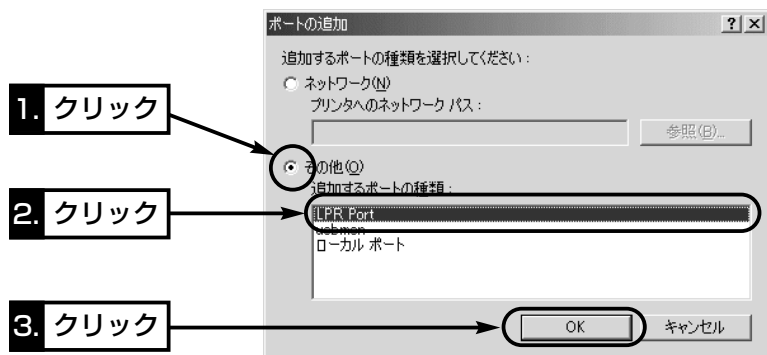 ポートの追加
追加するポートの種類を選択してください :
ネットワーク(N)
プリンタへのネットワーク パス :
参照(B)...
1. クリック
その他(O)
追加するポートの種類 :
2. クリック
LPR Port
usbmon
ローカル ポート
3. クリック
OK
キャンセル